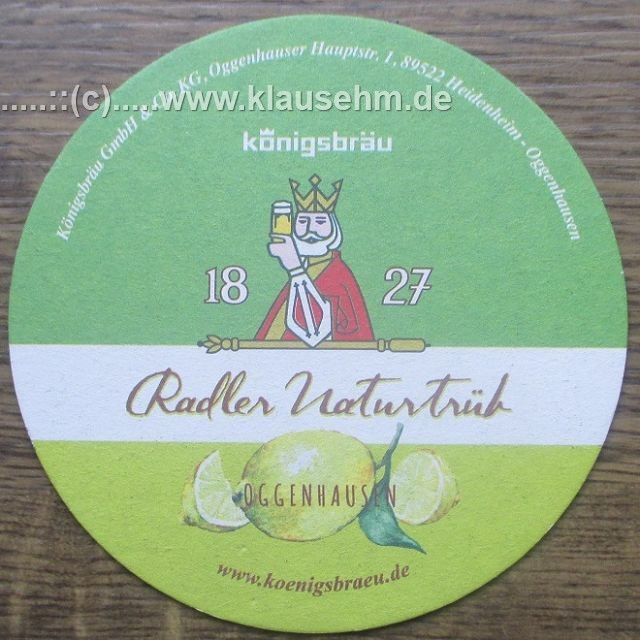 Königsbräu GmbH & Co. KG, Oggenhauser Hauptstr. 1, 89522 Heidenheim - Oggenhausen
.....::(c).....www.klausehm.de
königsbräu
18 27
Radler Naturtrüb
OGGENHAUSEN
www.koenigsbraeu.de